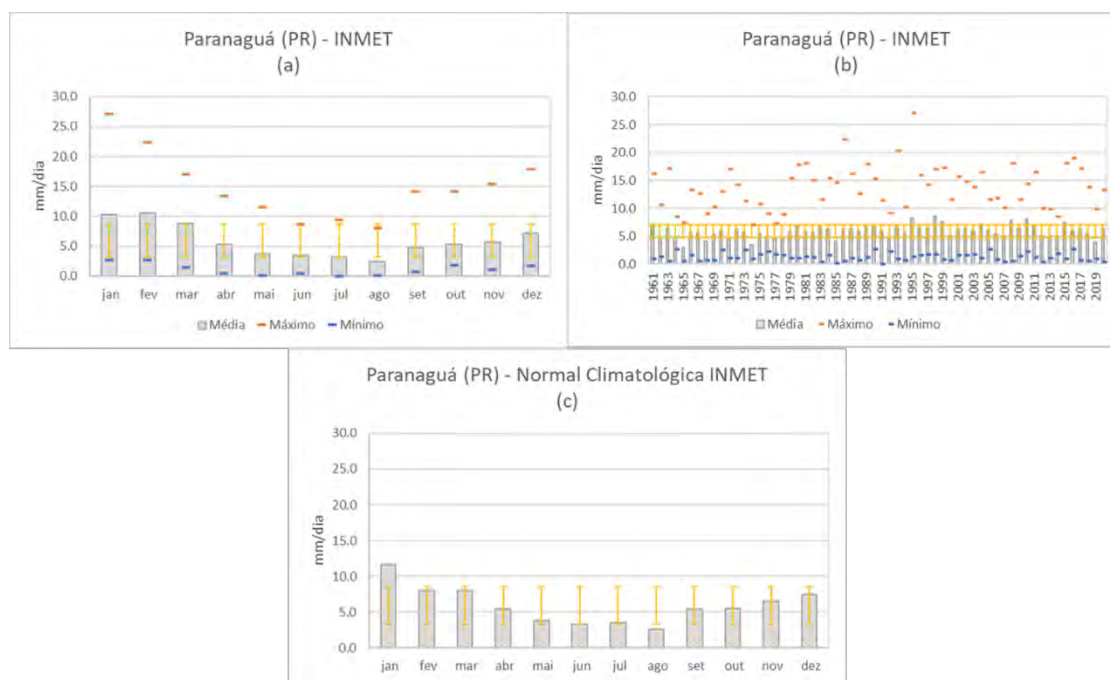 Paranaguá (PR) - INMET
(a)
30.0
25.0
20.0
15.0
10.0
5.0
0.0
mm/dia
jan fev mar abr mai jun jul ago set out nov dez
Média Máximo Mínimo
Paranaguá (PR) - INMET
(b)
30.0
25.0
20.0
15.0
10.0
5.0
0.0
mm/dia
1961 1963 1965 1967 1969 1971 1973 1975 1977 1979 1981 1983 1985 1987 1989 1991 1993 1995 1997 1999 2001 2003 2005 2007 2009 2011 2013 2015 2017 2019
Média Máximo Mínimo
Paranaguá (PR) - Normal Climatológica INMET
(c)
30.0
25.0
20.0
15.0
10.0
5.0
0.0
mm/dia
jan fev mar abr mai jun jul ago set out nov dez